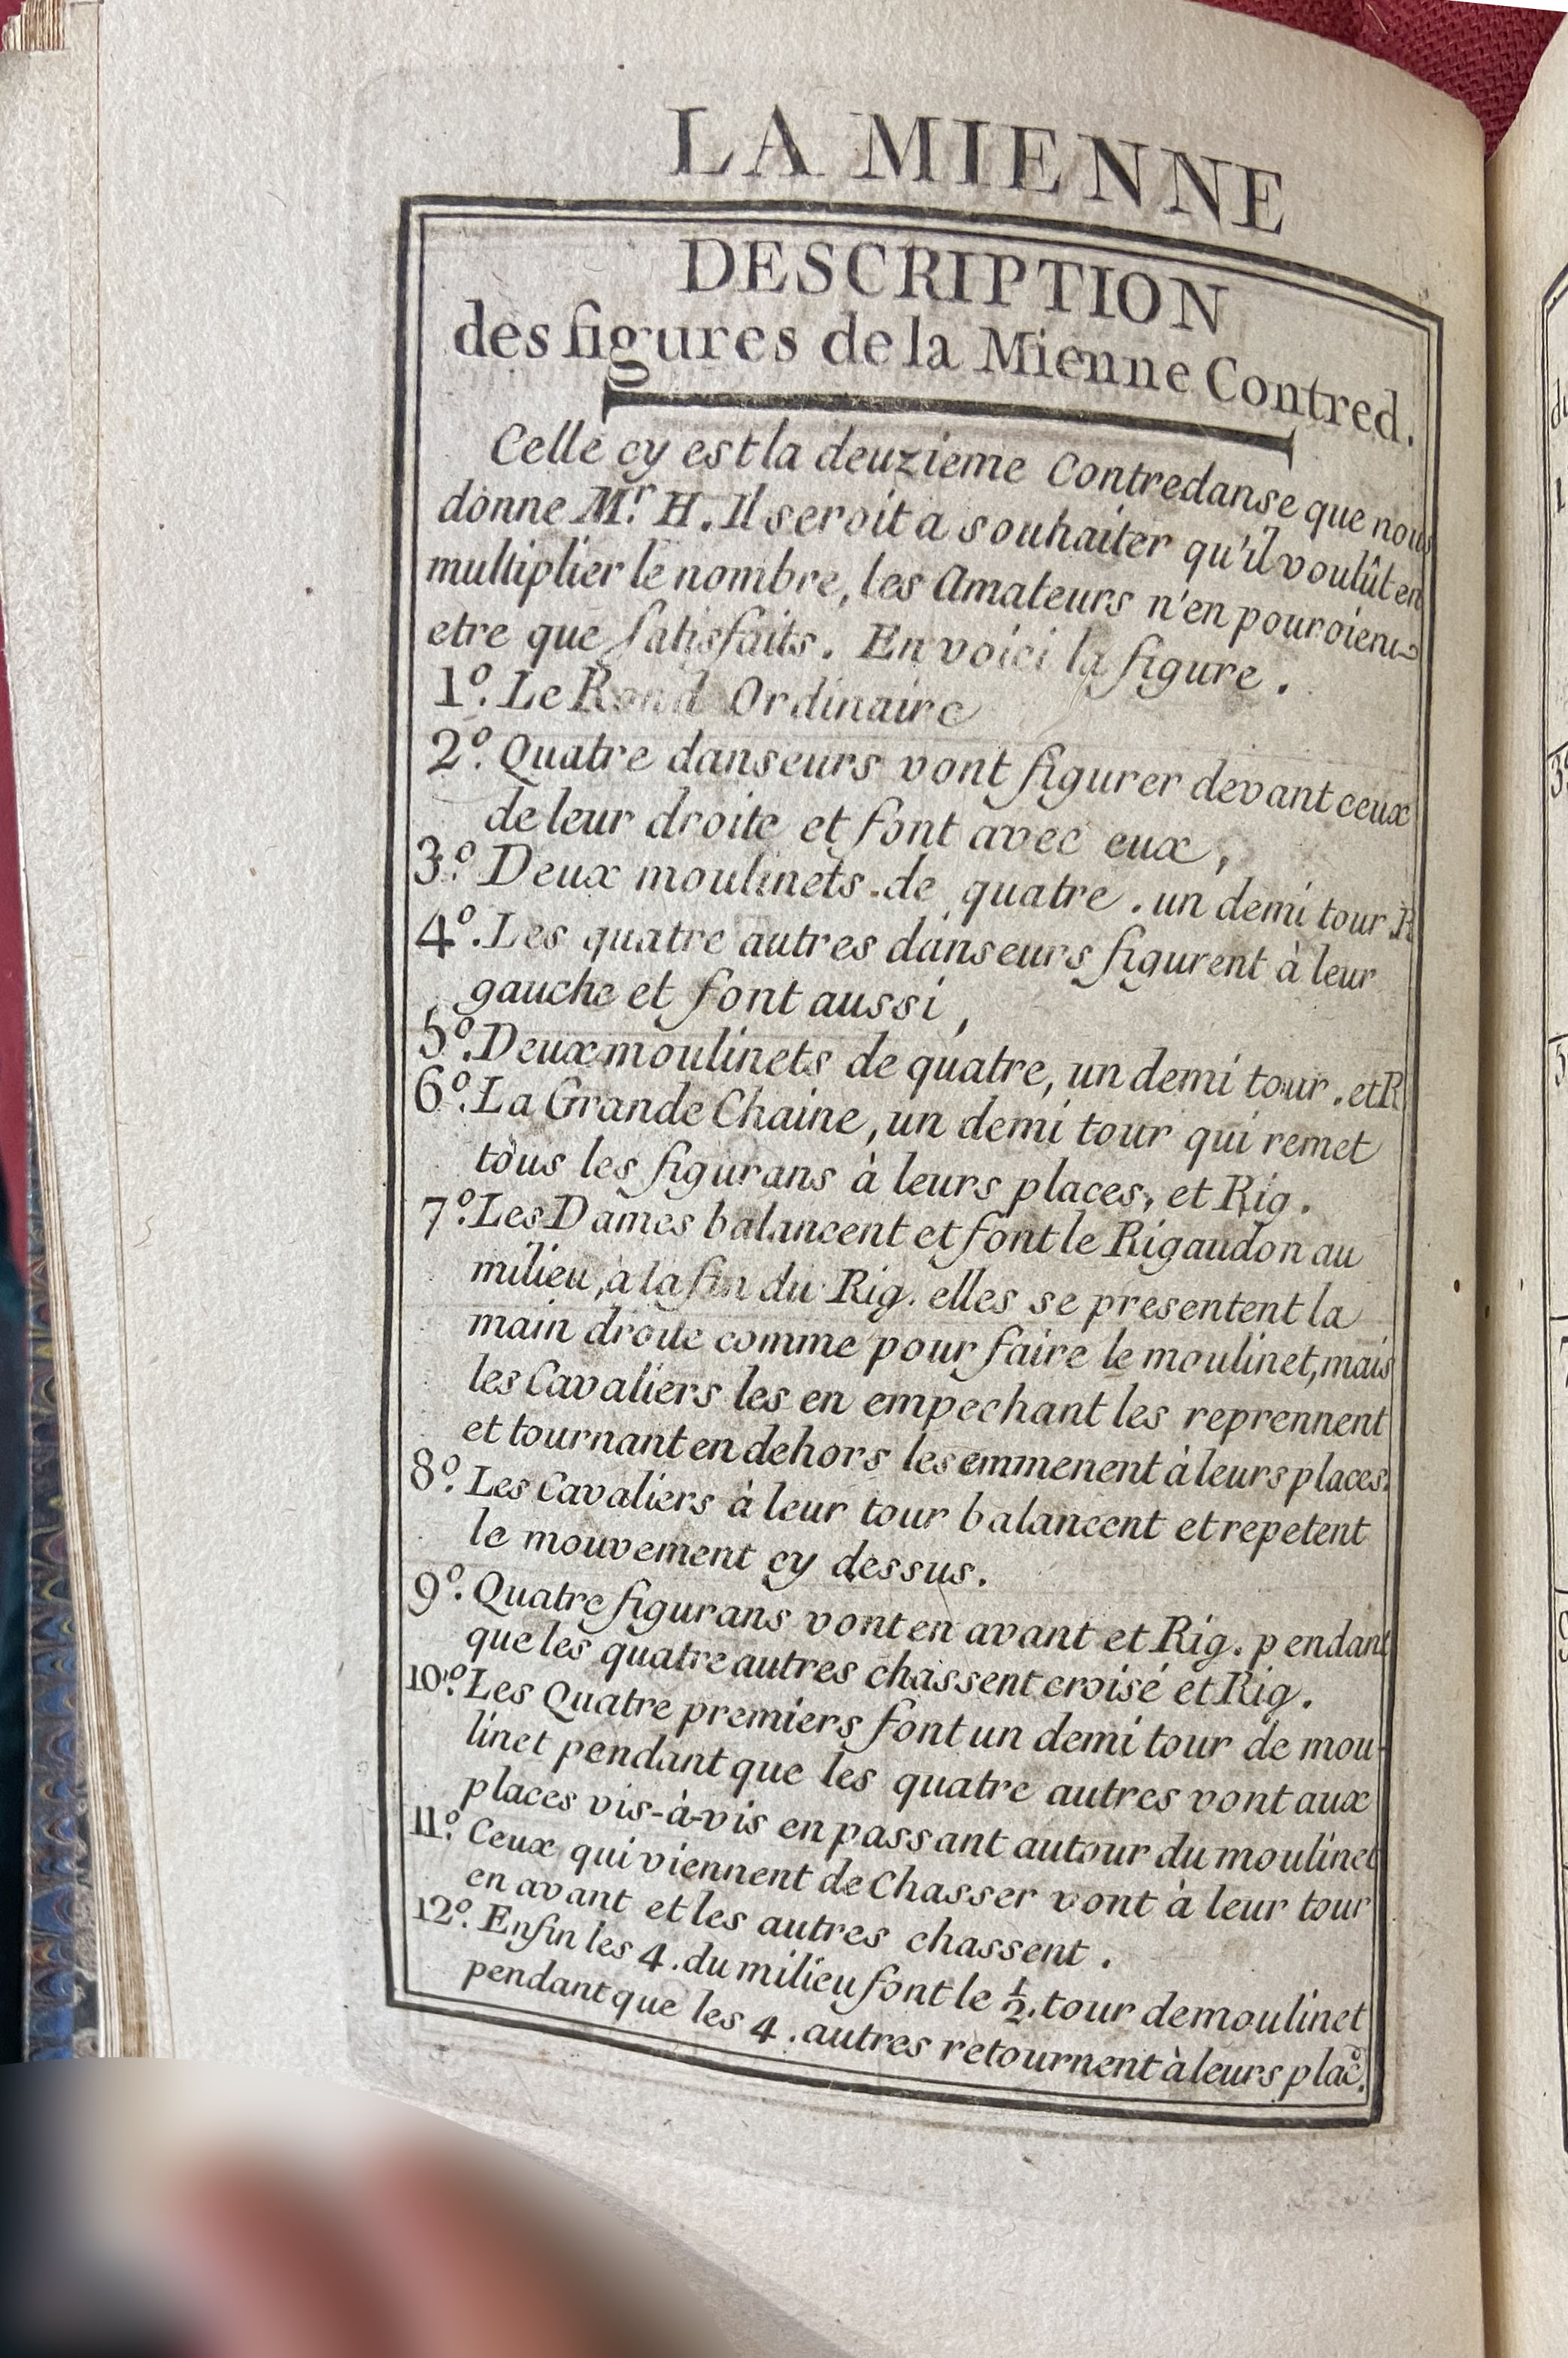 LA MIENNE
DESCRIPTION
des figures de la Mienne Contred.
Celle cy est la deuzieme Contredanse que nous
donne Mr. H. Il seroit a souhaiter qu'il voulût en
multiplier le nombre, les Amateurs n'en pouroient
etre que satisfaits. En voici la figure.
1º. Le Rond Ordinaire
2º. Quatre danseurs vont figurer devant ceux
de leur droite et font avec eux,
3º. Deux moulinets de quatre. un demi tour R
4º. Les quatre autres danseurs figurent à leur
gauche et font aussi,
5º. Deux moulinets de quatre, un demi tour. et R
6º. La Grande Chaine, un demi tour qui remet
tous les figurans à leurs places, et Rig.
7º. Les Dames balancent et font le Rigaudon au
milieu, à la fin du Rig. elles se presentent la
main droite comme pour faire le moulinet, mais
les Cavaliers les en empechant les reprennent
et tournant en dehors les emmenent à leurs places.
8º. Les Cavaliers à leur tour balancent et repetent
le mouvement cy dessus.
9º. Quatre figurans vont en avant et Rig. pendant
que les quatre autres chassent croisé et Rig.
10º. Les Quatre premiers font un demi tour de mou-
linet pendant que les quatre autres vont aux
places vis-à-vis en passant autour du moulinet
11º. Ceux qui viennent de Chasser vont à leur tour
en avant et les autres chassent.
12º. Enfin les 4. du milieu font le ½. tour de moulinet
pendant que les 4. autres retournent à leurs plac.